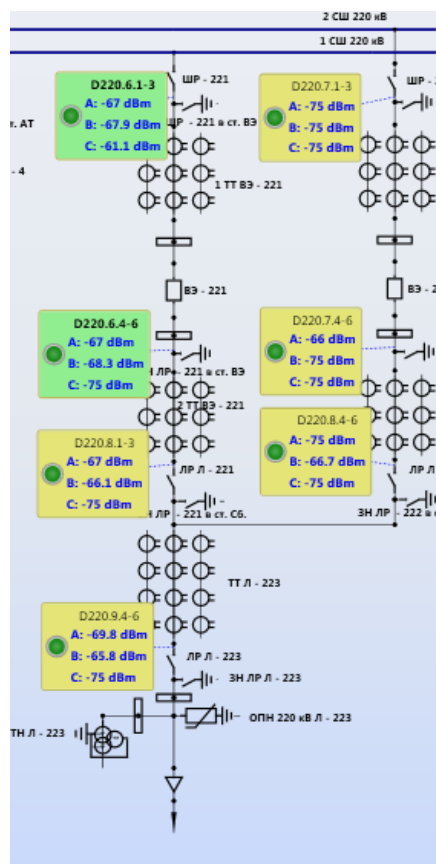 2 СШ 220 кВ
1 СШ 220 кВ
ШР - 221
ШР -
D220.6.1-3
A: -67 dBm
B: -67.9 dBm
C: -61.1 dBm
D220.7.1-3
A: -75 dBm
B: -75 dBm
C: -75 dBm
ШР - 221 в ст. ВЭ
т. АТ
- 4
1 ТТ ВЭ - 221
ВЭ - 221
ВЭ - 2
D220.6.4-6
A: -67 dBm
B: -68.3 dBm
C: -75 dBm
D220.7.4-6
A: -66 dBm
B: -75 dBm
C: -75 dBm
Н ЛР - 221 в ст. ВЭ
2 ТТ ВЭ - 221
D220.8.1-3
A: -67 dBm
B: -66.1 dBm
C: -75 dBm
D220.8.4-6
A: -75 dBm
B: -66.7 dBm
C: -75 dBm
ЛР Л - 221
ЛР Л
Н ЛР - 221 в ст. Сб.
ЗН ЛР - 222 в
ТТ Л - 223
D220.9.4-6
A: -69.8 dBm
B: -65.8 dBm
C: -75 dBm
ЛР Л - 223
ЗН ЛР Л - 223
ОПН 220 кВ Л - 223
ТН Л - 223